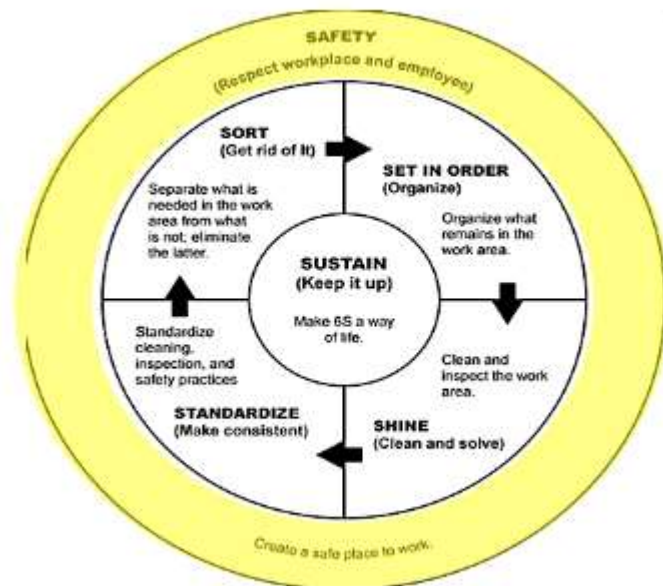 SAFETY
(Respect workplace and employee)
SORT
(Get rid of It)
Separate what is
needed in the work
area from what
is not; eliminate
the latter.
SET IN ORDER
(Organize)
Organize what
remains in the
work area.
SUSTAIN
(Keep it up)
Make 6S a way
of life.
Standardize
cleaning,
inspection, and
safety practices
STANDARDIZE
(Make consistent)
Clean and
inspect the work
area.
SHINE
(Clean and solve)
Create a safe place to work.